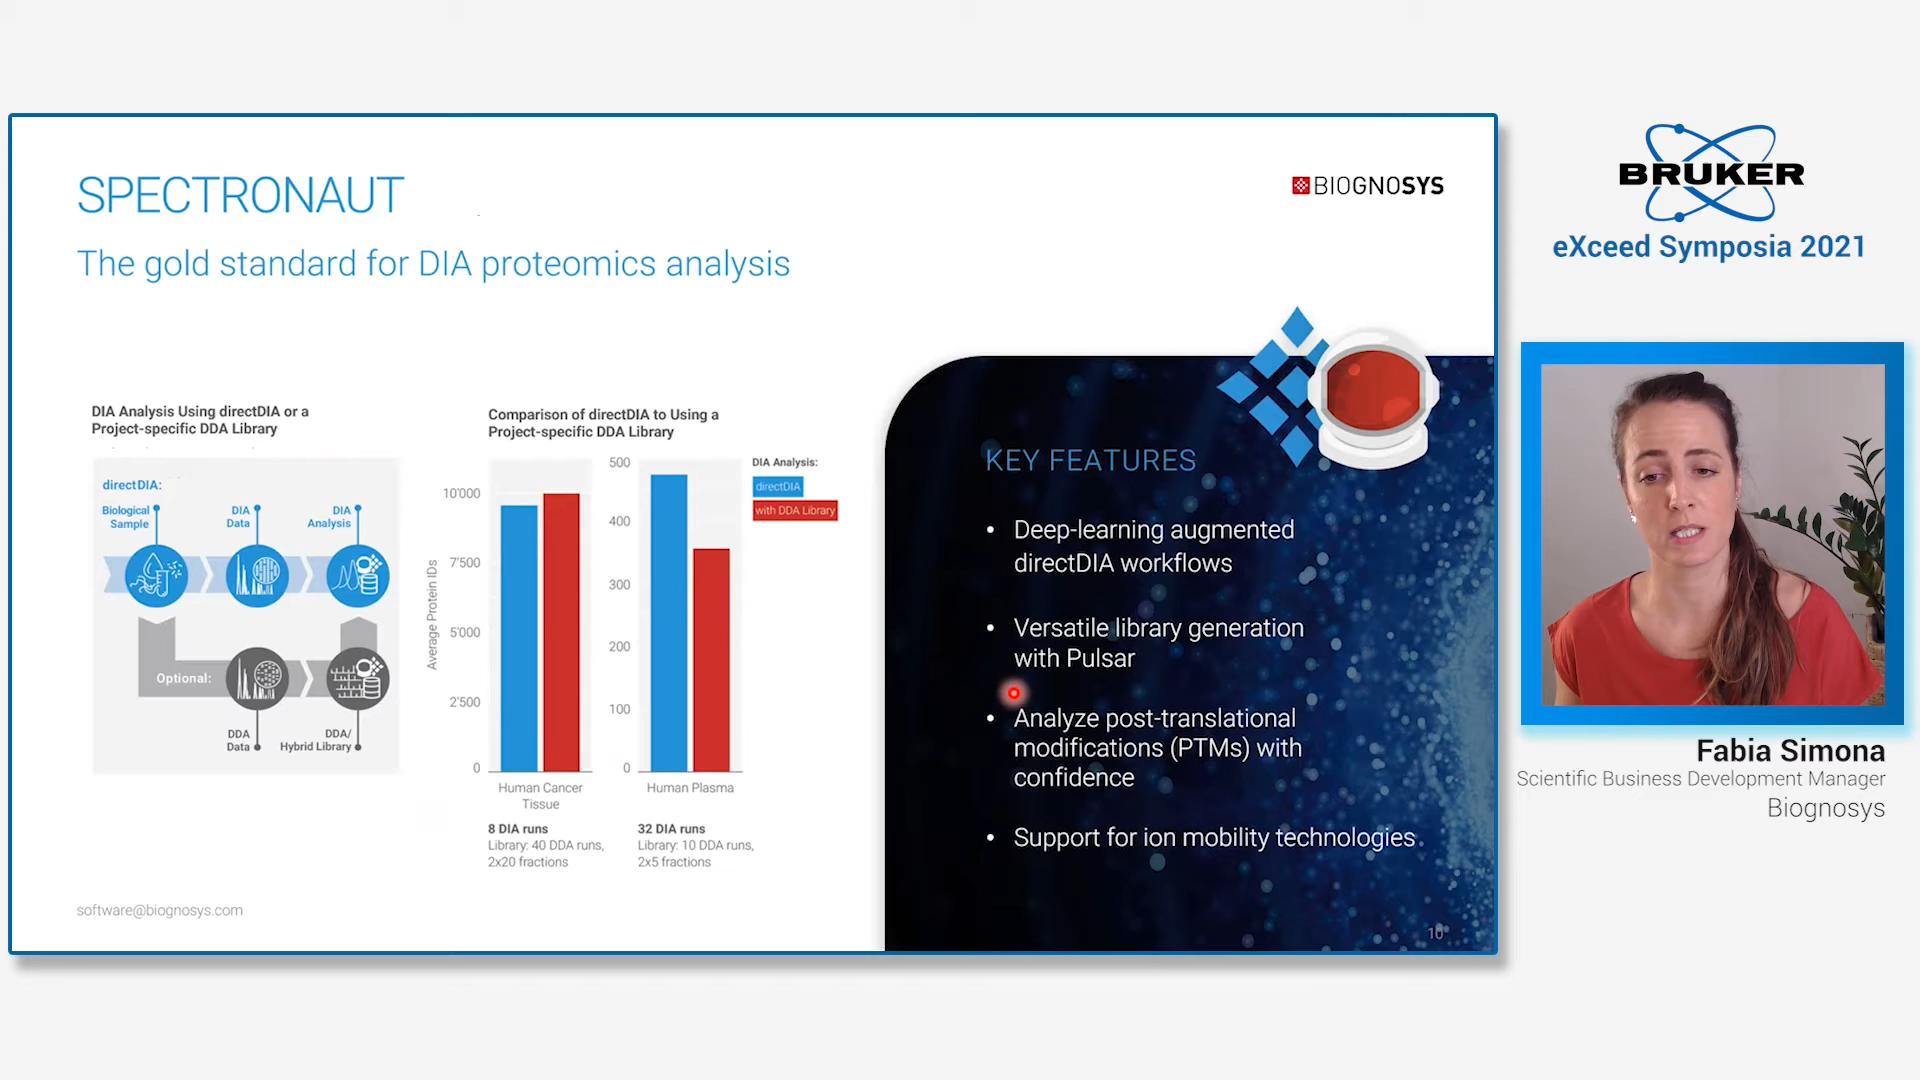 SPECTRONAUT
The gold standard for DIA proteomics analysis
BIOGNOSYS
DIA Analysis Using directDIA or a
Project-specific DDA Library
directDIA:
Biological
Sample
DIA
Data
DIA
Analysis
Optional:
DDA
Data
DDA/
Hybrid Library
Comparison of directDIA to Using a
Project-specific DDA Library
Average Protein IDs
10'000
7'500
5'000
2'500
0
500
400
300
200
100
0
DIA Analysis:
directDIA
with DDA Library
Human Cancer
Tissue
Human Plasma
8 DIA runs
Library: 40 DDA runs,
2x20 fractions
32 DIA runs
Library: 10 DDA runs,
2x5 fractions
KEY FEATURES
• Deep-learning augmented
directDIA workflows
• Versatile library generation
with Pulsar
• Analyze post-translational
modifications (PTMs) with
confidence
• Support for ion mobility technologies
software@biognosys.com
10
BRUKER
eXceed Symposia 2021
Fabia Simona
Scientific Business Development Manager
Biognosys